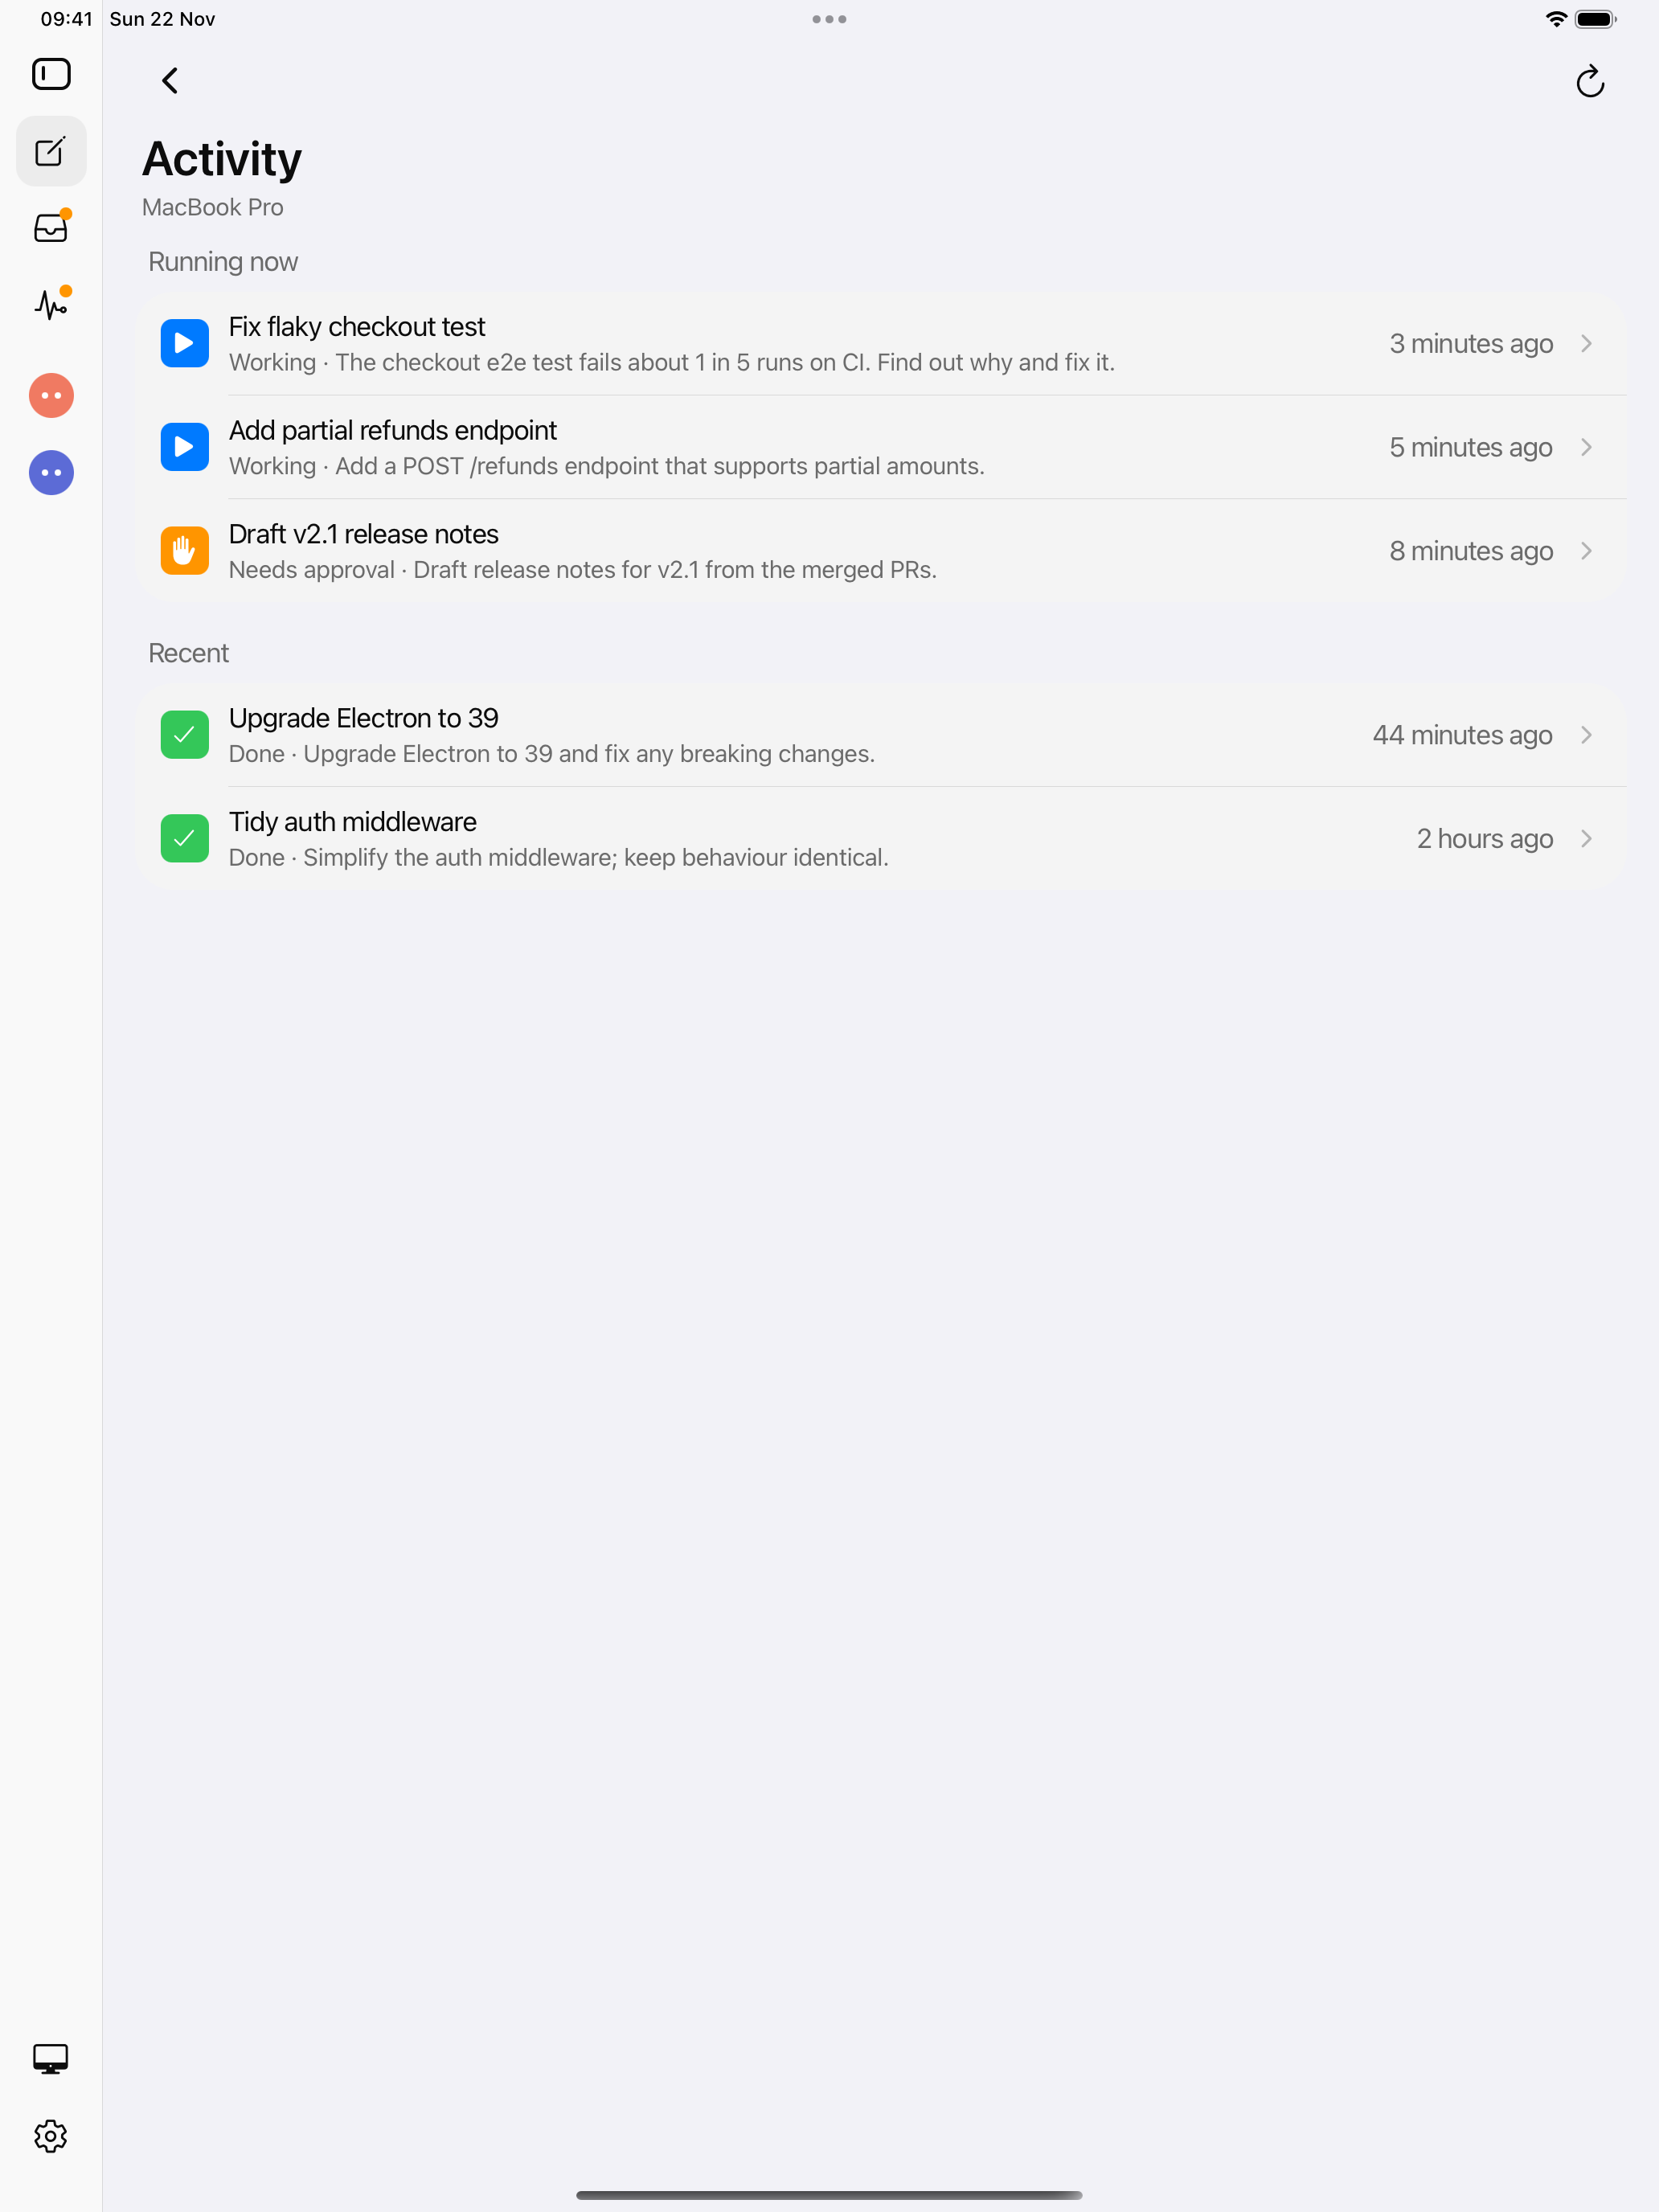 09:41 Sun 22 Nov
Activity
MacBook Pro
Running now
Fix flaky checkout test
Working · The checkout e2e test fails about 1 in 5 runs on CI. Find out why and fix it.
3 minutes ago
Add partial refunds endpoint
Working · Add a POST /refunds endpoint that supports partial amounts.
5 minutes ago
Draft v2.1 release notes
Needs approval · Draft release notes for v2.1 from the merged PRs.
8 minutes ago
Recent
Upgrade Electron to 39
Done · Upgrade Electron to 39 and fix any breaking changes.
44 minutes ago
Tidy auth middleware
Done · Simplify the auth middleware; keep behaviour identical.
2 hours ago